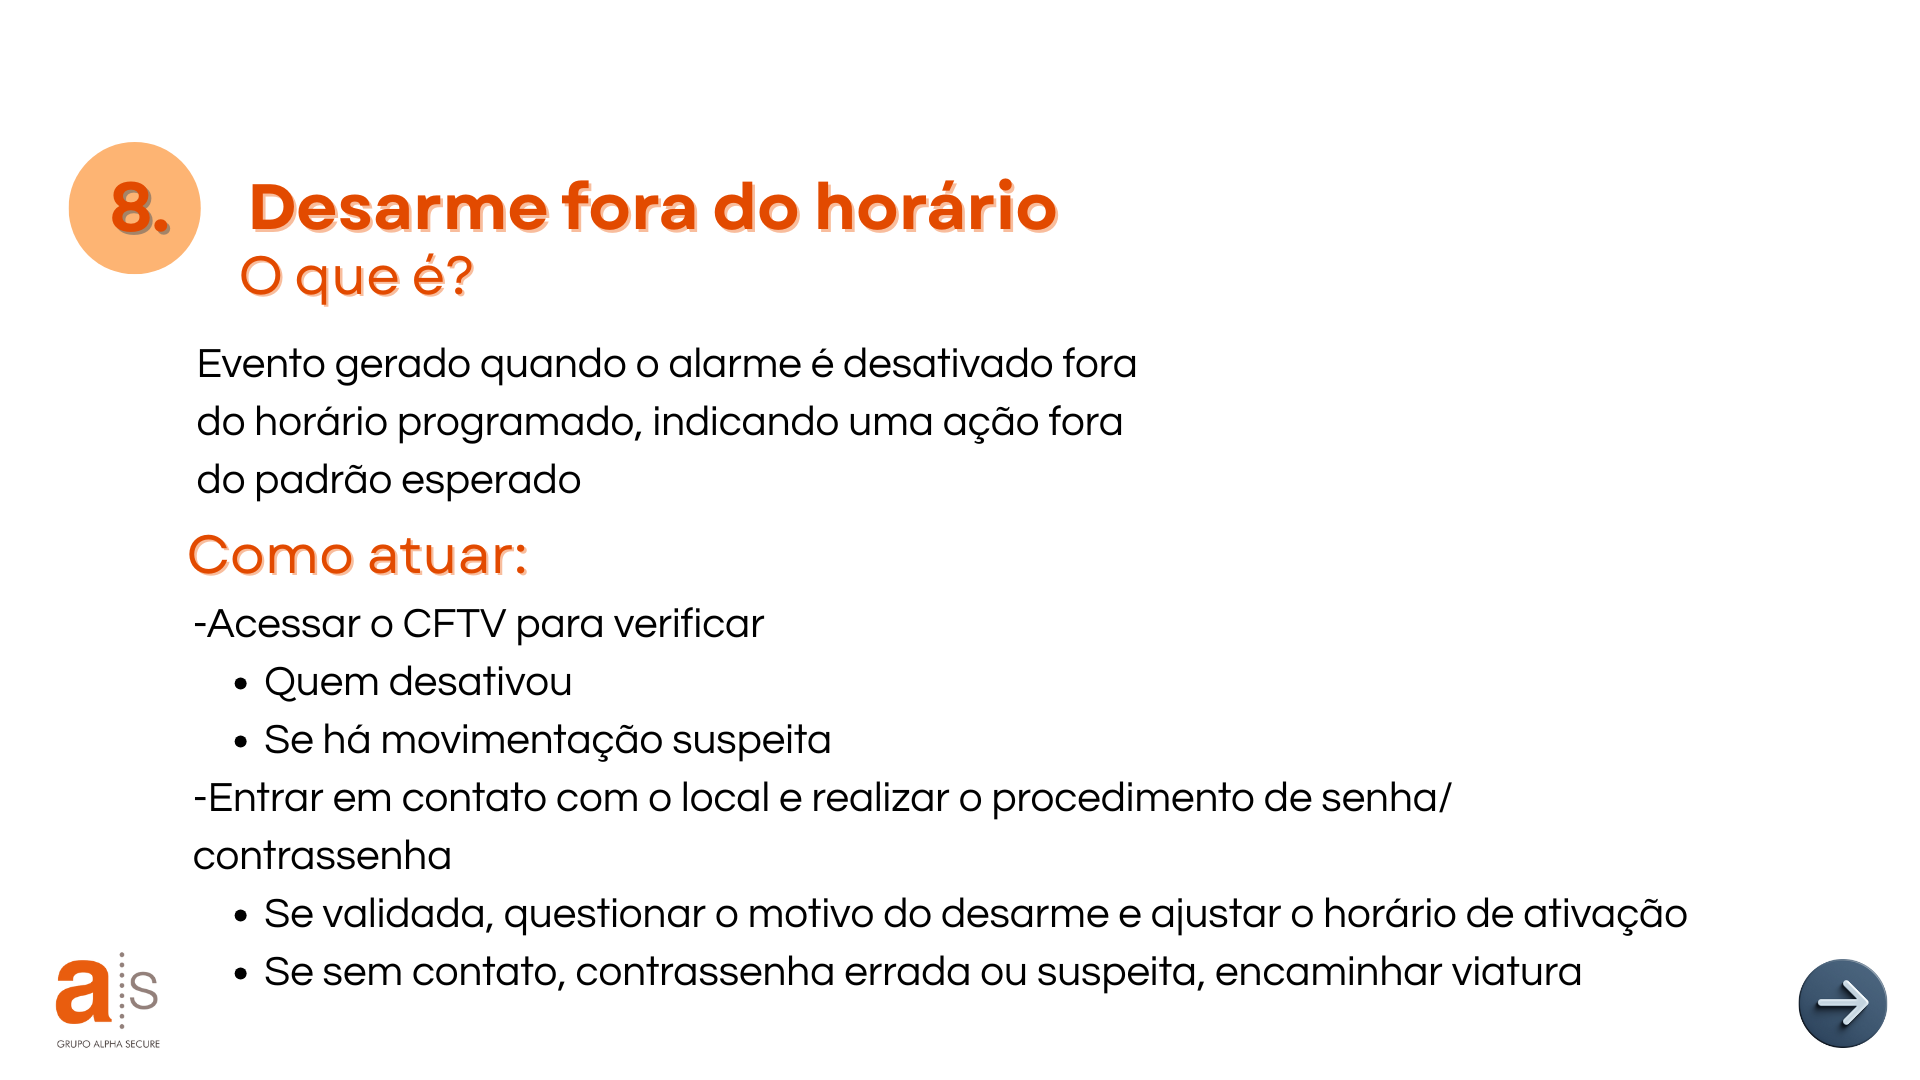 8.
Desarme fora do horário
O que é?
Evento gerado quando o alarme é desativado fora
do horário programado, indicando uma ação fora
do padrão esperado
Como atuar:
-Acessar o CFTV para verificar
• Quem desativou
• Se há movimentação suspeita
-Entrar em contato com o local e realizar o procedimento de senha/
contrassenha
• Se validada, questionar o motivo do desarme e ajustar o horário de ativação
• Se sem contato, contrassenha errada ou suspeita, encaminhar viatura
a s
GRUPO ALPHA SECURE